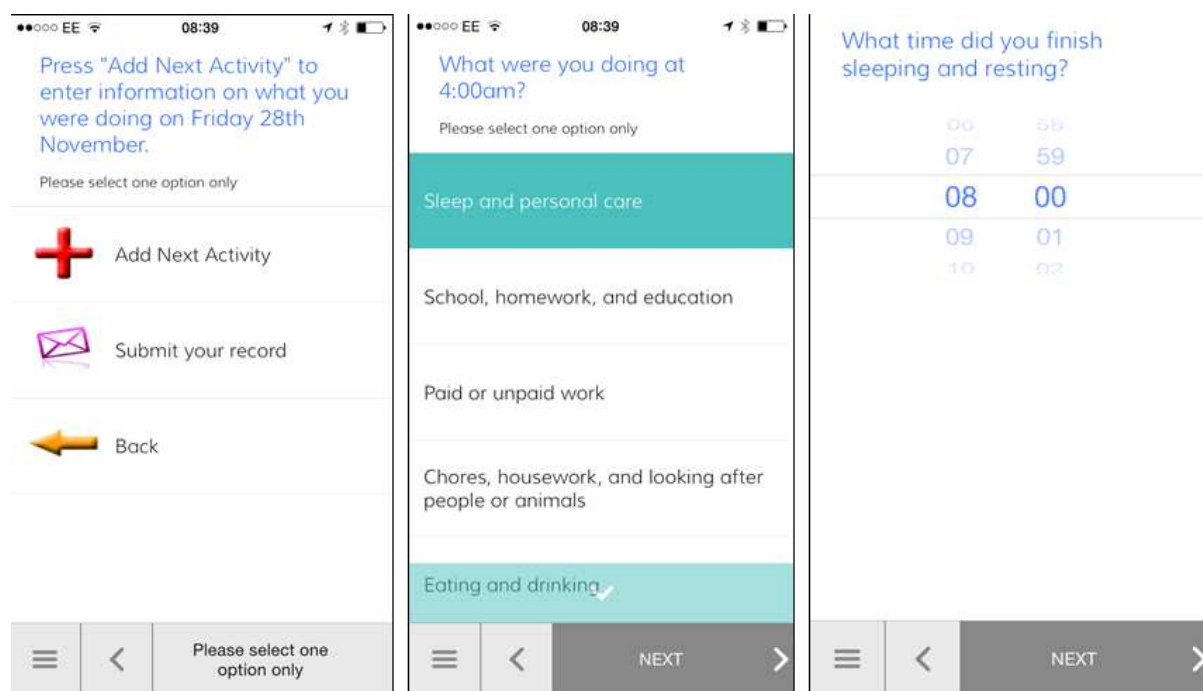 EE 08:39
Press "Add Next Activity" to
enter information on what you
were doing on Friday 28th
November.
Please select one option only
Add Next Activity
Submit your record
Back
Please select one
option only
EE 08:39
What were you doing at
4:00am?
Please select one option only
Sleep and personal care
School, homework, and education
Paid or unpaid work
Chores, housework, and looking after
people or animals
Eating and drinking
NEXT
What time did you finish
sleeping and resting?
06 58
07 59
08 00
09 01
10 02
NEXT